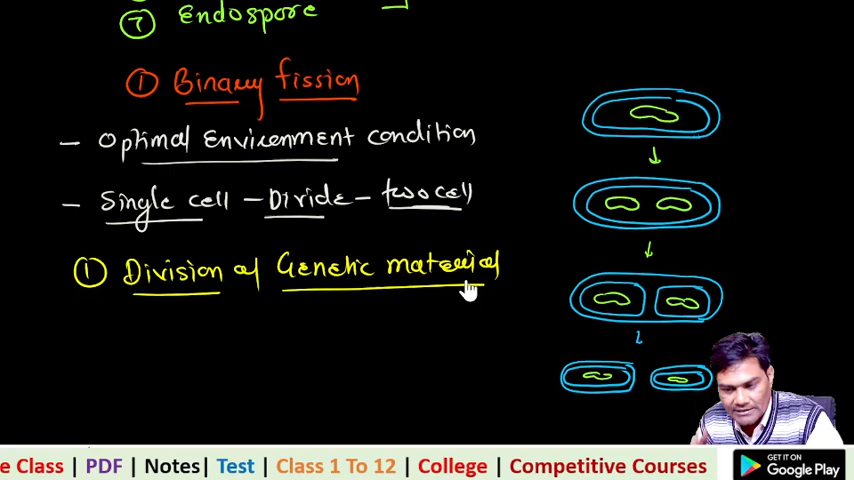 ⑦ Endospore
① Binary fission
- Optimal Environment condition
- Single cell - Divide - two cell
① Division of Genetic material
e Class | PDF | Notes| Test | Class 1 To 12 | College | Competitive Courses
GET IT ON
Google Play